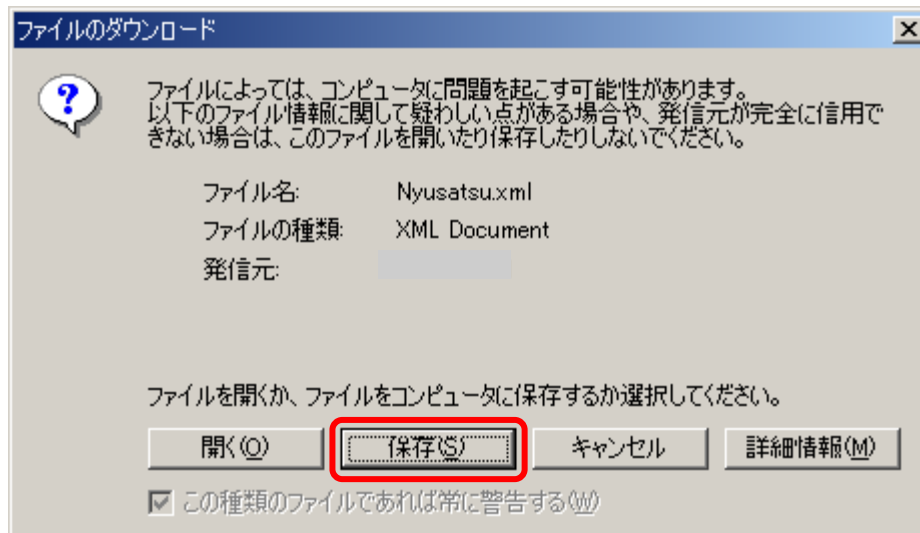 ファイルのダウンロード
ファイルによっては、コンピュータに問題を起こす可能性があります。
以下のファイル情報に関して疑わしい点がある場合や、発信元が完全に信用で
きない場合は、このファイルを開いたり保存したりしないでください。
ファイル名: Nyusatsu.xml
ファイルの種類: XML Document
発信元:
ファイルを開くか、ファイルをコンピュータに保存するか選択してください。
開く(O) 保存(S) キャンセル 詳細情報(M)
この種類のファイルであれば常に警告する(W)